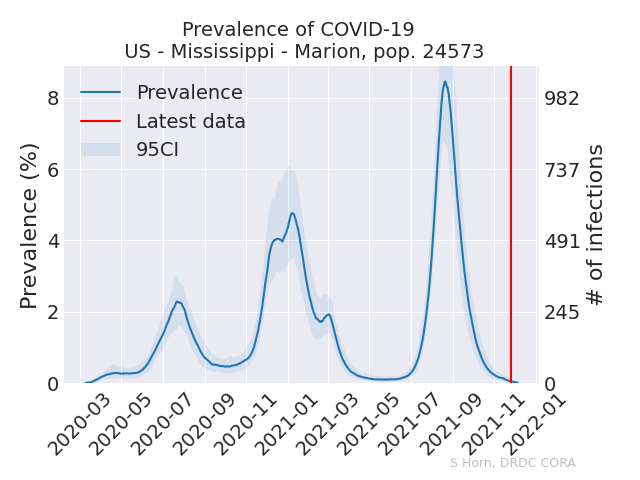 Prevalence of COVID-19
US - Mississippi - Marion, pop. 24573
Prevalence
Latest data
95CI
Prevalence (%)
8
6
4
2
0
# of infections
982
737
491
245
0
2020-03
2020-05
2020-07
2020-09
2020-11
2021-01
2021-03
2021-05
2021-07
2021-09
2021-11
2022-01
S Horn, DRDC CORA